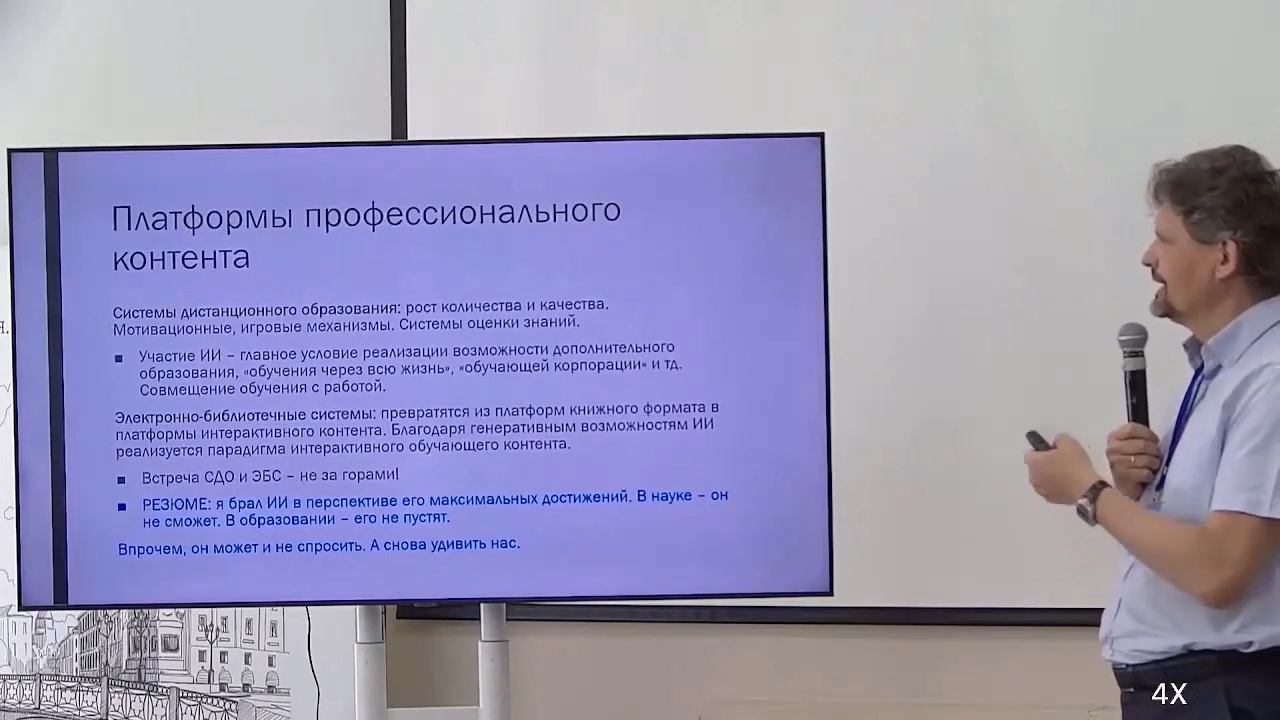 Платформы профессионального
контента
Системы дистанционного образования: рост количества и качества.
Мотивационные, игровые механизмы. Системы оценки знаний.
Участие ИИ – главное условие реализации возможности дополнительного
образования, «обучения через всю жизнь», «обучающей корпорации» и тд.
Совмещение обучения с работой.
Электронно-библиотечные системы: превратятся из платформ книжного формата в
платформы интерактивного контента. Благодаря генеративным возможностям ИИ
реализуется парадигма интерактивного обучающего контента.
Встреча СДО и ЭБС – не за горами!
РЕЗЮМЕ: я брал ИИ в перспективе его максимальных достижений. В науке – он
не сможет. В образовании – его не пустят.
Впрочем, он может и не спросить. А снова удивить нас.
4X